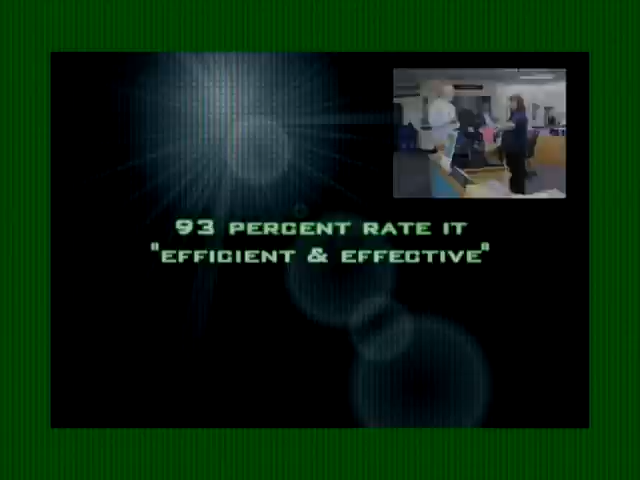 93 PERCENT RATE IT
"EFFICIENT & EFFECTIVE"